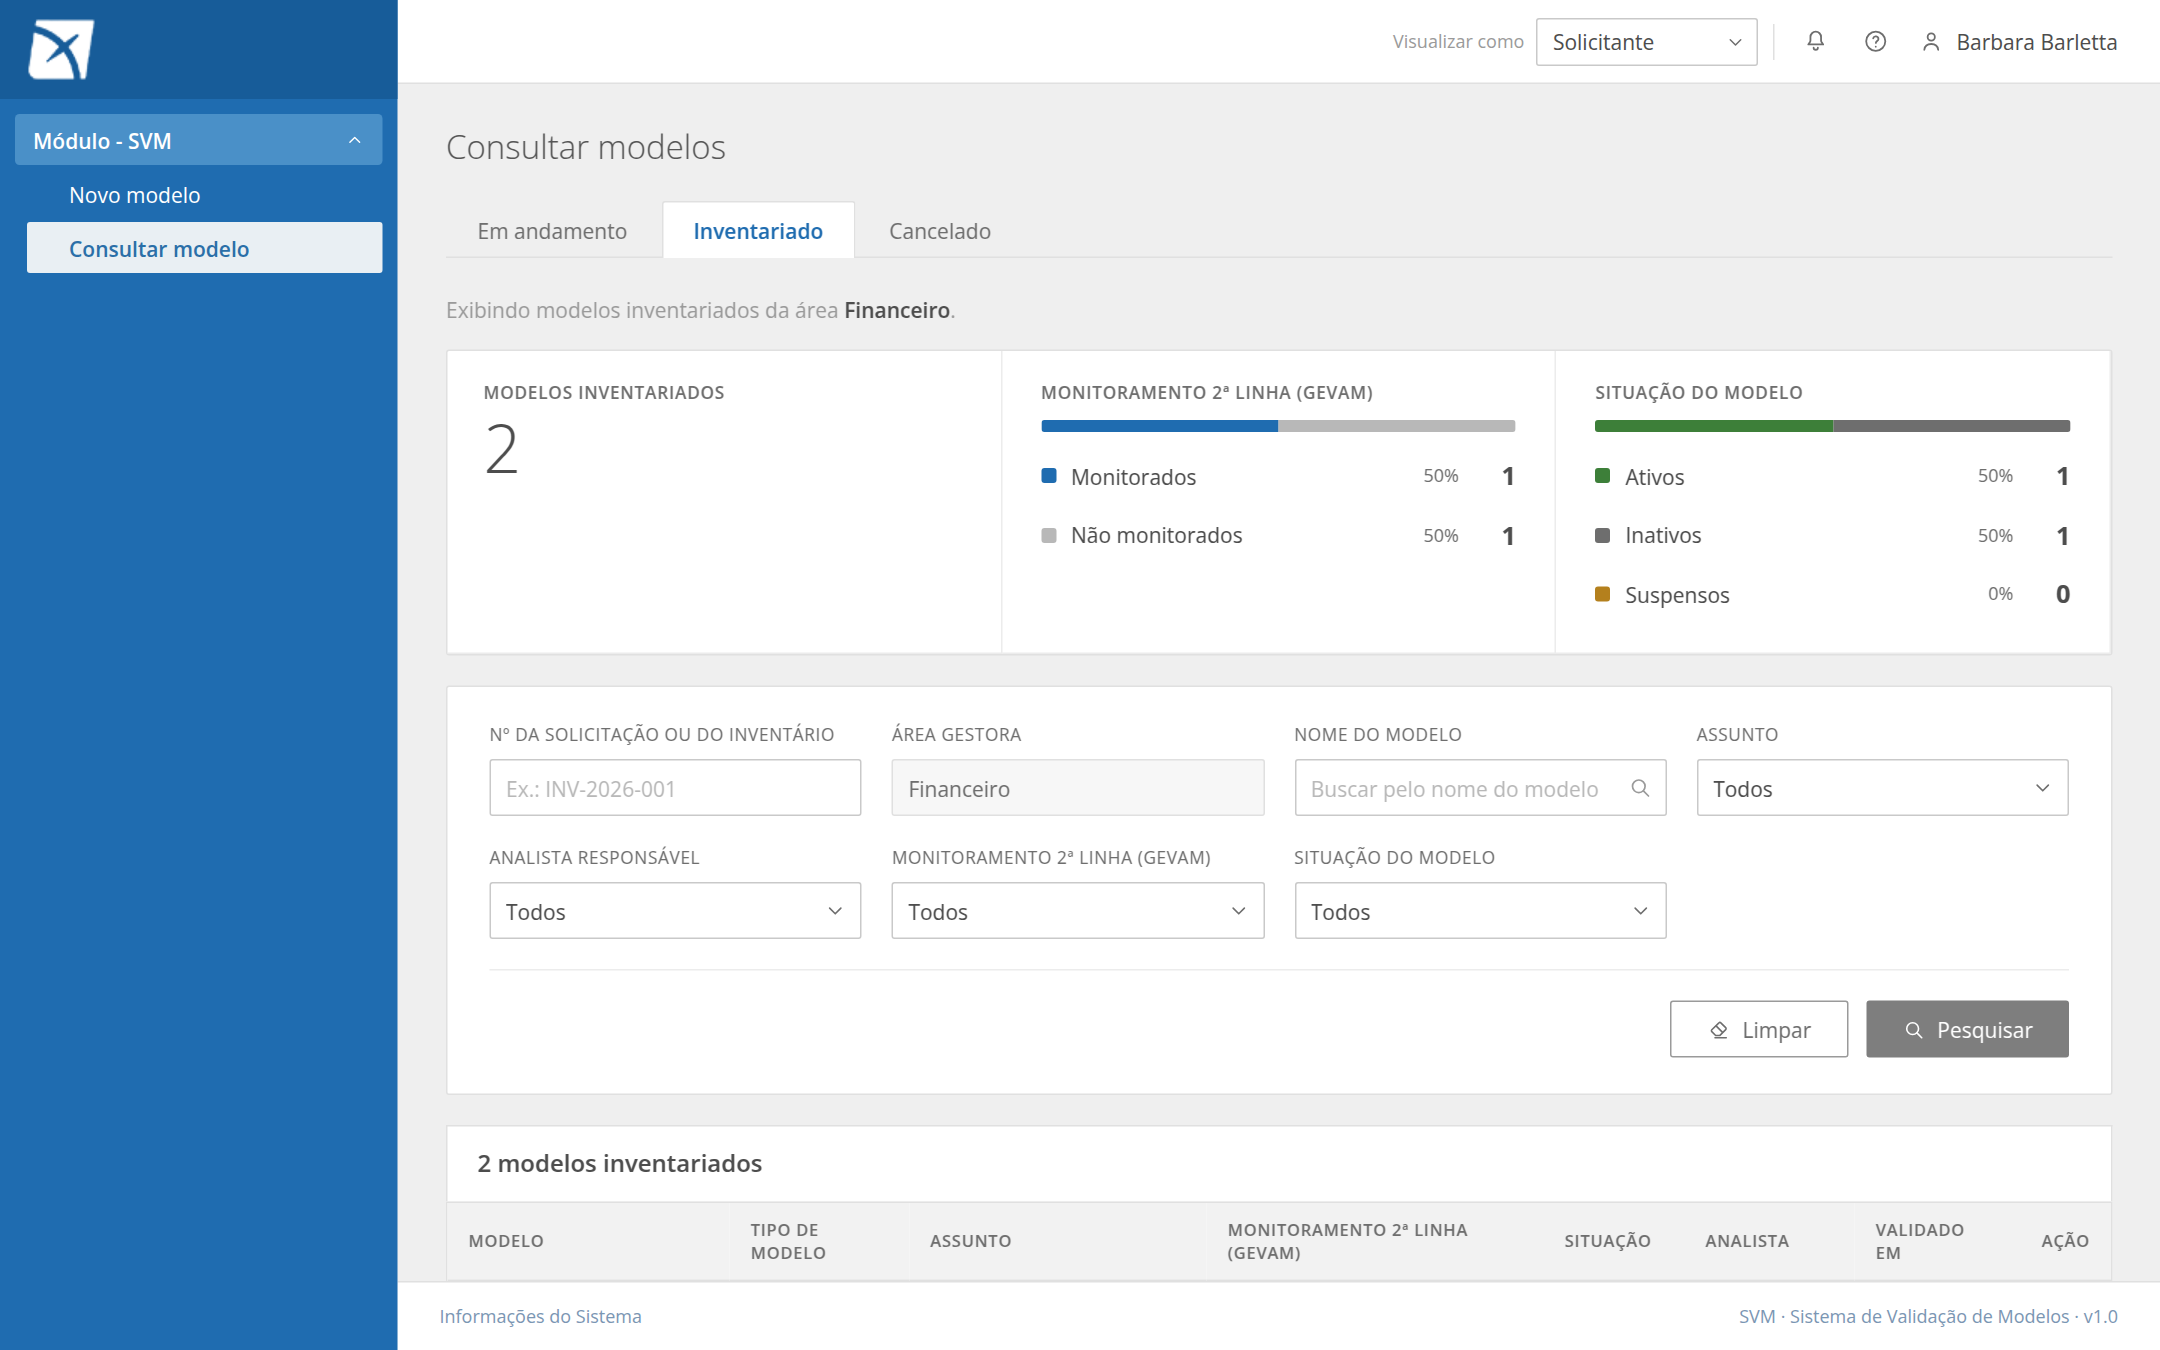 Visualizar como
Solicitante
Barbara Barletta
Módulo - SVM
Novo modelo
Consultar modelo
Consultar modelos
Em andamento
Inventariado
Cancelado
Exibindo modelos inventariados da área Financeiro.
MODELOS INVENTARIADOS
2
MONITORAMENTO 2ª LINHA (GEVAM)
Monitorados 50% 1
Não monitorados 50% 1
SITUAÇÃO DO MODELO
Ativos 50% 1
Inativos 50% 1
Suspensos 0% 0
Nº DA SOLICITAÇÃO OU DO INVENTÁRIO
Ex.: INV-2026-001
ÁREA GESTORA
Financeiro
NOME DO MODELO
Buscar pelo nome do modelo
ASSUNTO
Todos
ANALISTA RESPONSÁVEL
Todos
MONITORAMENTO 2ª LINHA (GEVAM)
Todos
SITUAÇÃO DO MODELO
Todos
Limpar
Pesquisar
2 modelos inventariados
MODELO
TIPO DE
MODELO
ASSUNTO
MONITORAMENTO 2ª LINHA
(GEVAM)
SITUAÇÃO
ANALISTA
VALIDADO
EM
AÇÃO
Informações do Sistema
SVM · Sistema de Validação de Modelos · v1.0